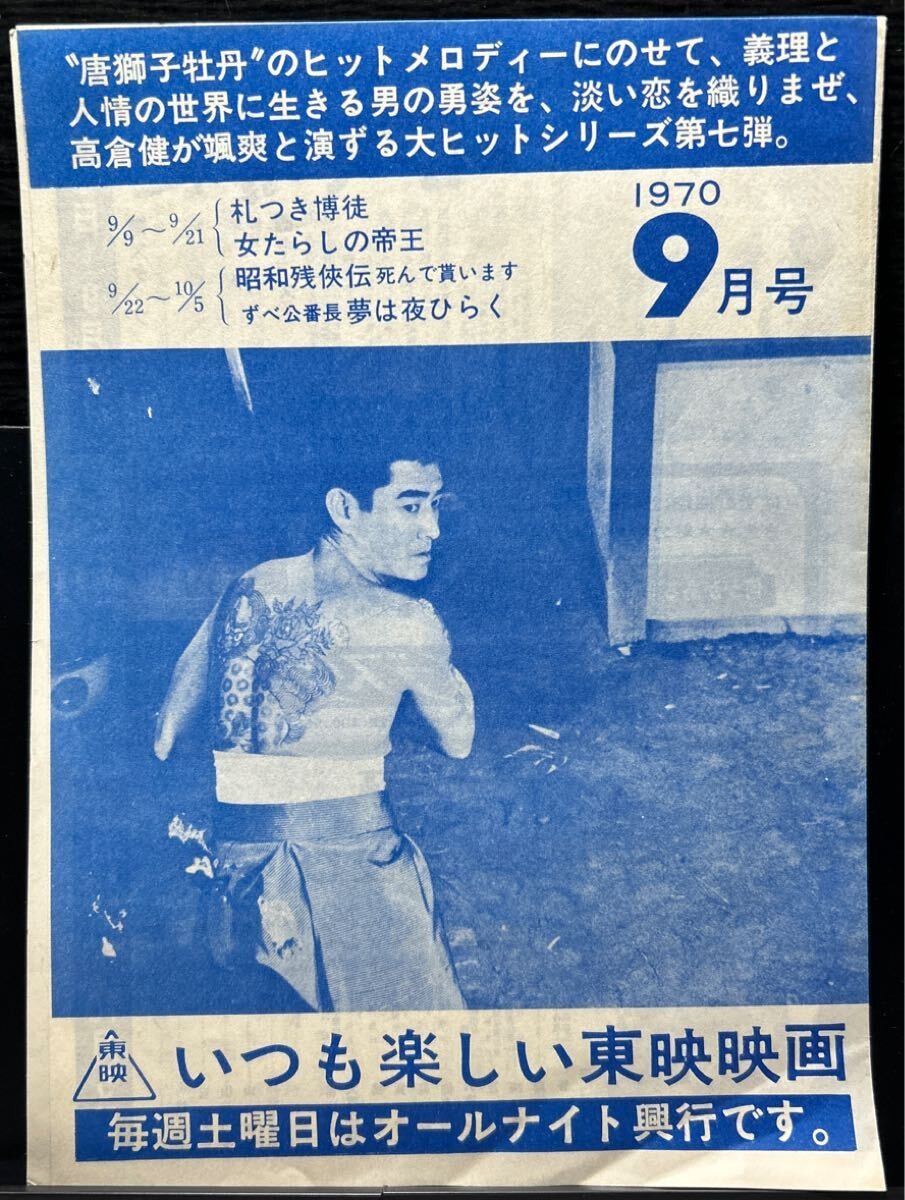 〝唐獅子牡丹〟のヒットメロディーにのせて、義理と
人情の世界に生きる男の勇姿を、淡い恋を織りまぜ、
高倉健が颯爽と演ずる大ヒットシリーズ第七弾。
1970
9月号
9/9〜9/21 札つき博徒
女たらしの帝王
9/22〜10/5 昭和残俠伝 死んで貰います
ずべ公番長 夢は夜ひらく
東映
いつも楽しい東映映画
毎週土曜日はオールナイト興行です。